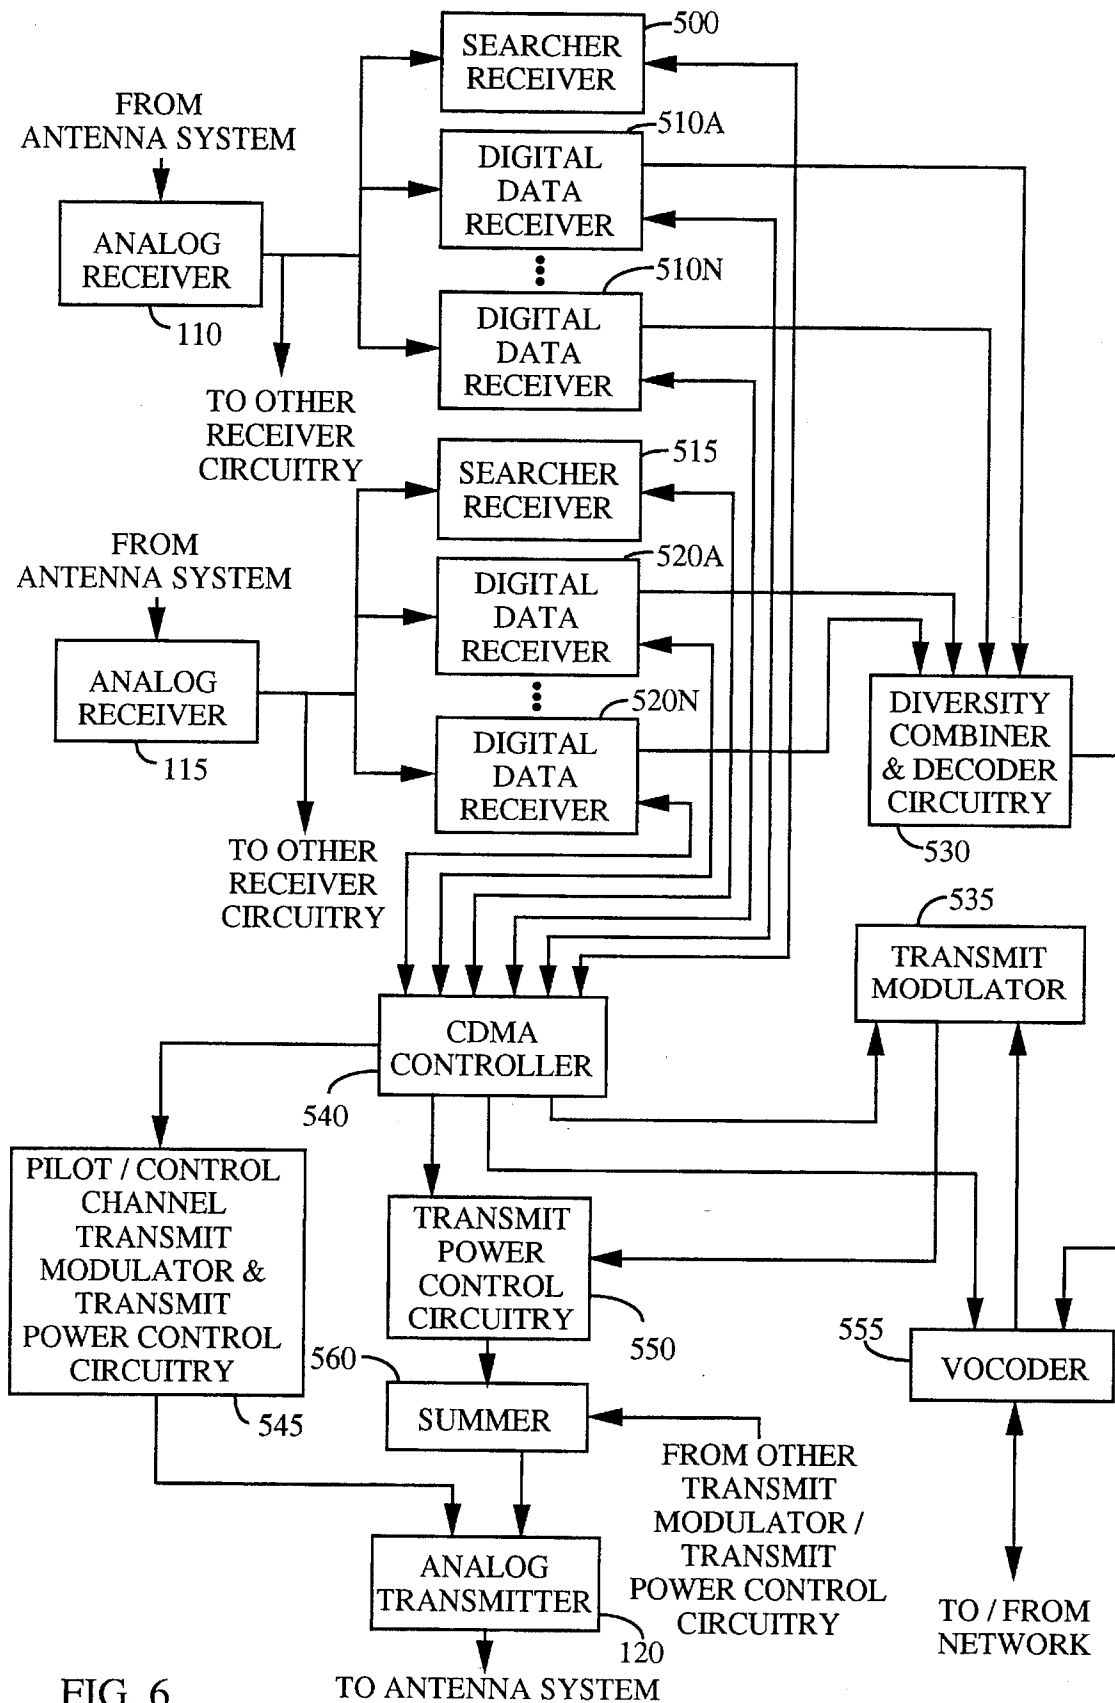 500
SEARCHER
RECEIVER
FROM
ANTENNA SYSTEM
510A
DIGITAL
DATA
RECEIVER
ANALOG
RECEIVER
110
510N
DIGITAL
DATA
RECEIVER
TO OTHER
RECEIVER
CIRCUITRY
515
SEARCHER
RECEIVER
FROM
ANTENNA SYSTEM
520A
DIGITAL
DATA
RECEIVER
ANALOG
RECEIVER
115
520N
DIGITAL
DATA
RECEIVER
DIVERSITY
COMBINER
& DECODER
CIRCUITRY
530
TO OTHER
RECEIVER
CIRCUITRY
535
TRANSMIT
MODULATOR
CDMA
CONTROLLER
540
PILOT / CONTROL
CHANNEL
TRANSMIT
MODULATOR &
TRANSMIT
POWER CONTROL
CIRCUITRY
545
TRANSMIT
POWER
CONTROL
CIRCUITRY
550
555
VOCODER
560
SUMMER
FROM OTHER
TRANSMIT
MODULATOR /
TRANSMIT
POWER CONTROL
CIRCUITRY
ANALOG
TRANSMITTER
120
TO / FROM
NETWORK
TO ANTENNA SYSTEM
FIG. 6